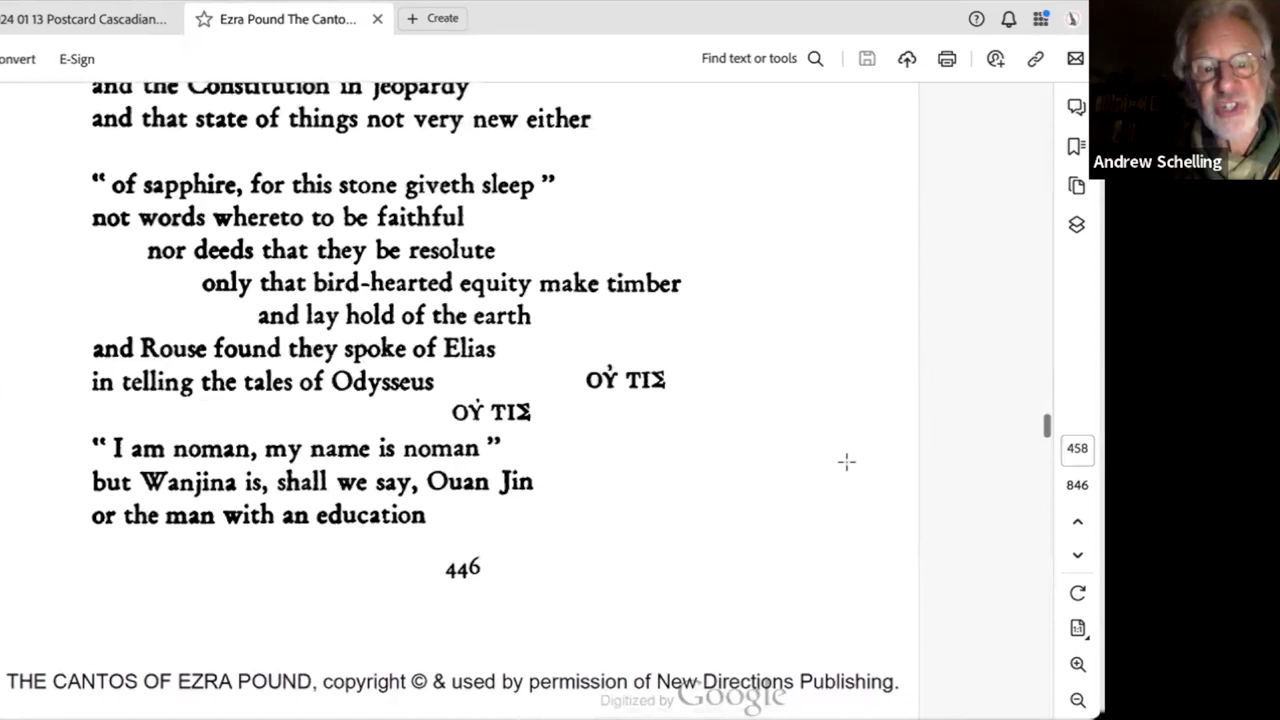 24 01 13 Postcard Cascadian...
Ezra Pound The Canto...
Create
onvert
E-Sign
Find text or tools
and the Constitution in jeopardy
and that state of things not very new either
“ of sapphire, for this stone giveth sleep ”
not words whereto to be faithful
nor deeds that they be resolute
only that bird-hearted equity make timber
and lay hold of the earth
and Rouse found they spoke of Elias
in telling the tales of Odysseus ΟΥ̓ ΤΙΣ
ΟΥ̓ ΤΙΣ
“ I am noman, my name is noman ”
but Wanjina is, shall we say, Ouan Jin
or the man with an education
446
THE CANTOS OF EZRA POUND, copyright © & used by permission of New Directions Publishing.
Digitized by Google
458
846
1:1
Andrew Schelling